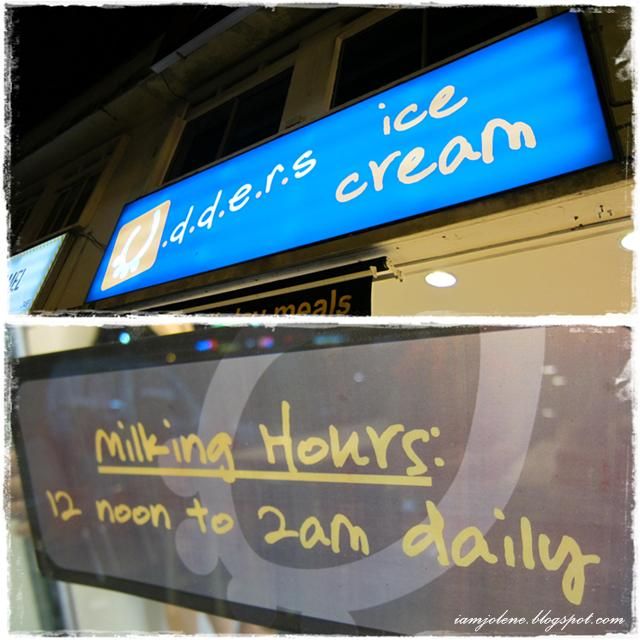 U.d.d.e.r.s ice
cream
meals
milking Hours:
12 noon to 2am daily
iamjolene.blogspot.com